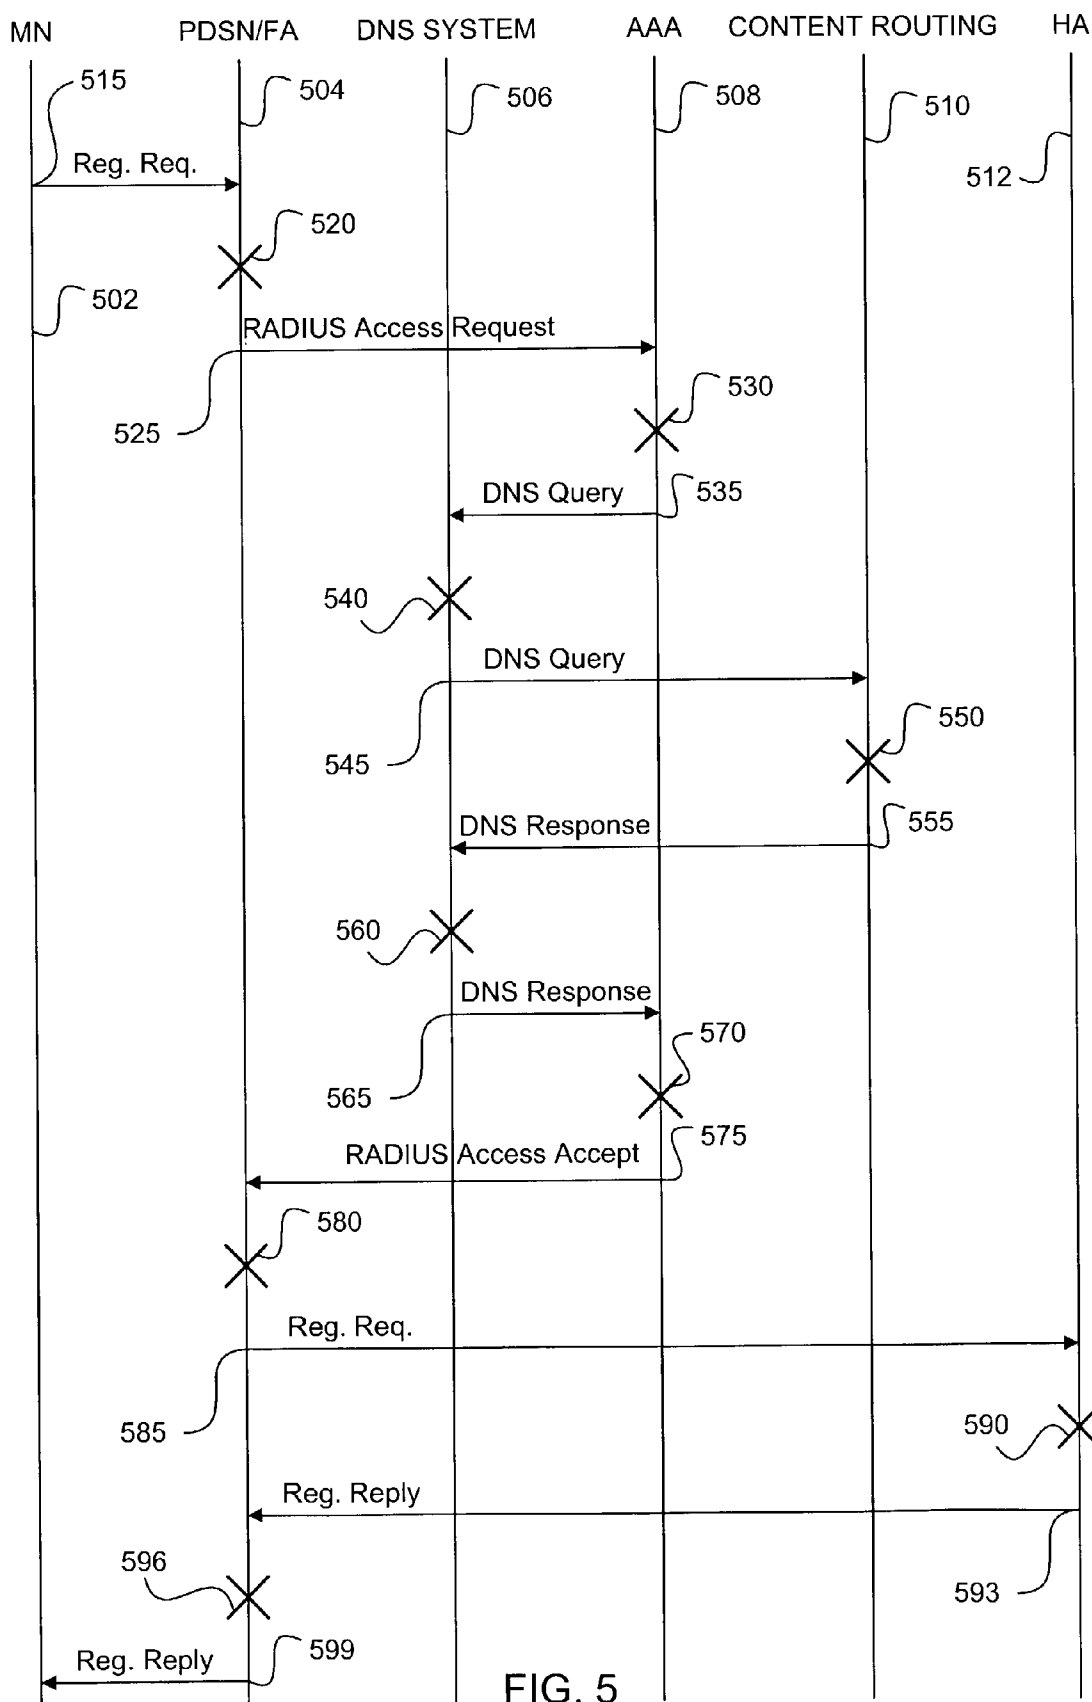 MN PDSN/FA DNS SYSTEM AAA CONTENT ROUTING HA
515 504 506 508 510
512
Reg. Req.
520
502
RADIUS Access Request
525
530
DNS Query 535
540
DNS Query
545
550
DNS Response 555
560
DNS Response
565
570
RADIUS Access Accept 575
580
Reg. Req.
585
590
Reg. Reply
593
596
Reg. Reply 599
FIG. 5